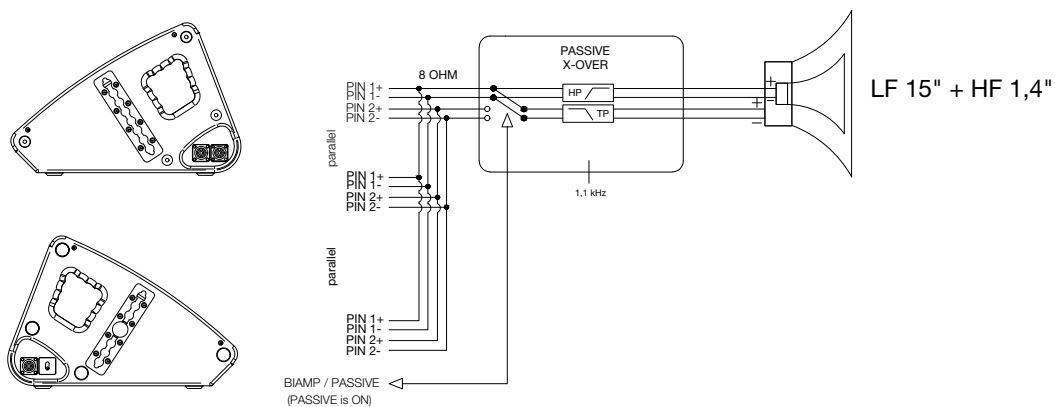 PASSIVE
X-OVER
8 OHM
PIN 1+
PIN 1-
PIN 2+
PIN 2-
HP
TP
+
-
+
-
LF 15" + HF 1,4"
parallel
1,1 kHz
PIN 1+
PIN 1-
PIN 2+
PIN 2-
parallel
PIN 1+
PIN 1-
PIN 2+
PIN 2-
BIAMP / PASSIVE
(PASSIVE is ON)